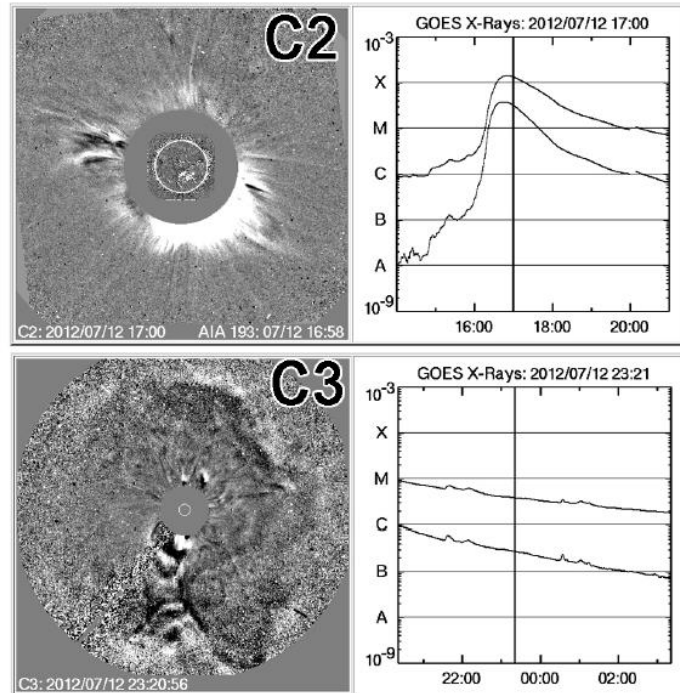 C2
C2: 2012/07/12 17:00
AIA 193: 07/12 16:58
GOES X-Rays: 2012/07/12 17:00
10-3
X
M
C
B
A
10-9
16:00
18:00
20:00
C3
C3: 2012/07/12 23:20:56
GOES X-Rays: 2012/07/12 23:21
10-3
X
M
C
B
A
10-9
22:00
00:00
02:00